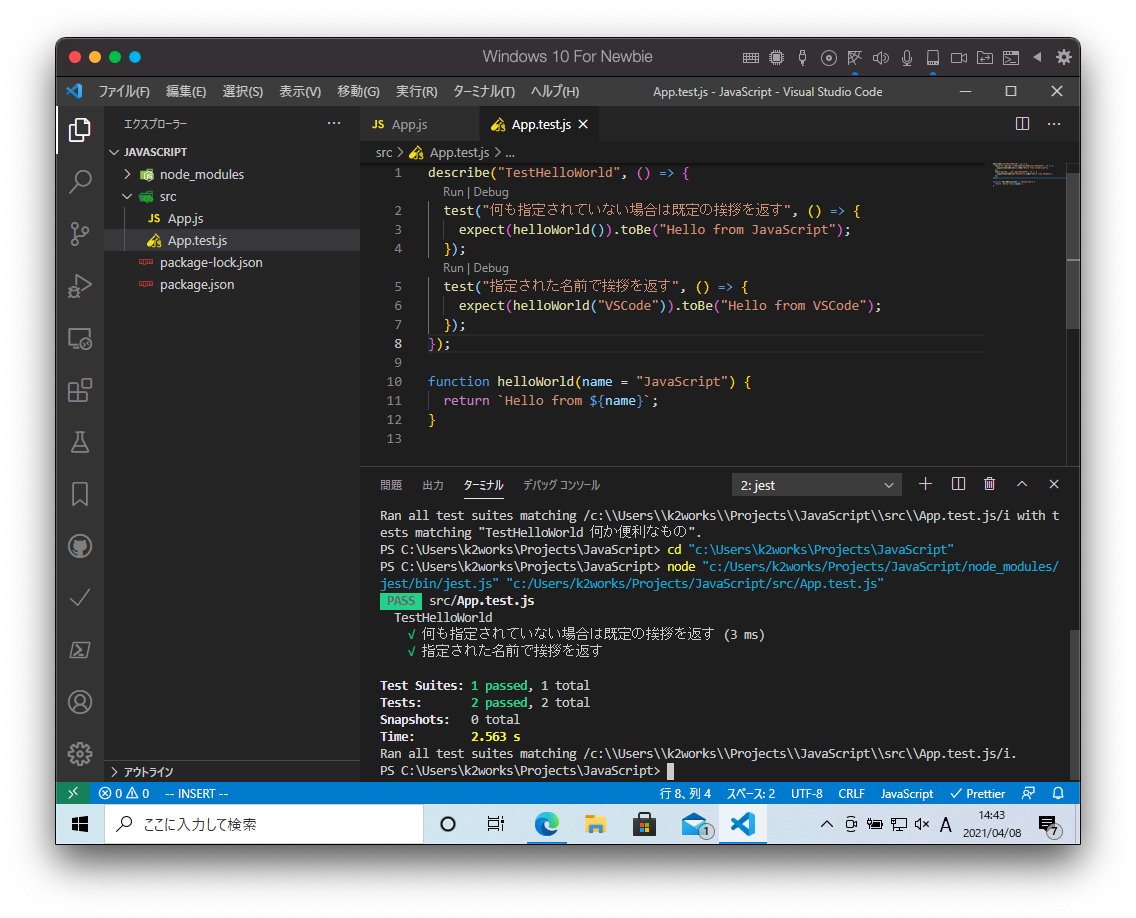 Windows 10 For Newbie
ファイル(F) 編集(E) 選択(S) 表示(V) 移動(G) 実行(R) ターミナル(T) ヘルプ(H) App.test.js - JavaScript - Visual Studio Code
エクスプローラー ...
JAVASCRIPT
node_modules
src
JS App.js
App.test.js
package-lock.json
package.json
アウトライン
JS App.js App.test.js
src > App.test.js > ...
1 describe("TestHelloWorld", () => {
Run | Debug
2 test("何も指定されていない場合は既定の挨拶を返す", () => {
3 expect(helloWorld()).toBe("Hello from JavaScript");
4 });
Run | Debug
5 test("指定された名前で挨拶を返す", () => {
6 expect(helloWorld("VSCode")).toBe("Hello from VSCode");
7 });
8 });
9
10 function helloWorld(name = "JavaScript") {
11 return `Hello from ${name}`;
12 }
13
問題 出力 ターミナル デバッグ コンソール 2: jest
Ran all test suites matching /c:\\Users\\k2works\\Projects\\JavaScript\\src\\App.test.js/i with t
ests matching "TestHelloWorld 何か便利なもの".
PS C:\Users\k2works\Projects\JavaScript> cd "c:\Users\k2works\Projects\JavaScript"
PS C:\Users\k2works\Projects\JavaScript> node "c:/Users/k2works/Projects/JavaScript/node_modules/
jest/bin/jest.js" "c:/Users/k2works/Projects/JavaScript/src/App.test.js"
PASS src/App.test.js
TestHelloWorld
√ 何も指定されていない場合は既定の挨拶を返す (3 ms)
√ 指定された名前で挨拶を返す
Test Suites: 1 passed, 1 total
Tests: 2 passed, 2 total
Snapshots: 0 total
Time: 2.563 s
Ran all test suites matching /c:\\Users\\k2works\\Projects\\JavaScript\\src\\App.test.js/i.
PS C:\Users\k2works\Projects\JavaScript>
0 0 -- INSERT -- 行 8、列 4 スペース: 2 UTF-8 CRLF JavaScript Prettier
ここに入力して検索 1 A 14:43
2021/04/08 7